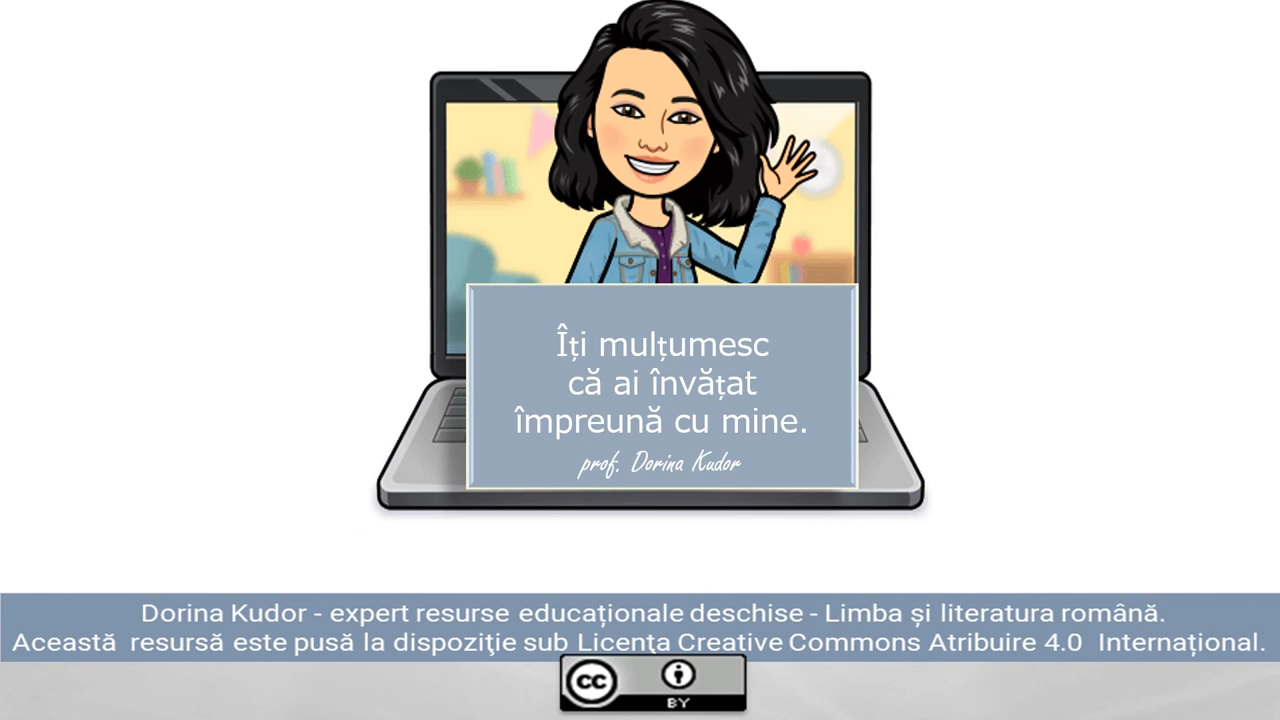 Îți mulțumesc
că ai învățat
împreună cu mine.
prof. Dorina Kudor
Dorina Kudor - expert resurse educaționale deschise - Limba și literatura română.
Această resursă este pusă la dispoziţie sub Licenţa Creative Commons Atribuire 4.0 Internațional.
cc
BY